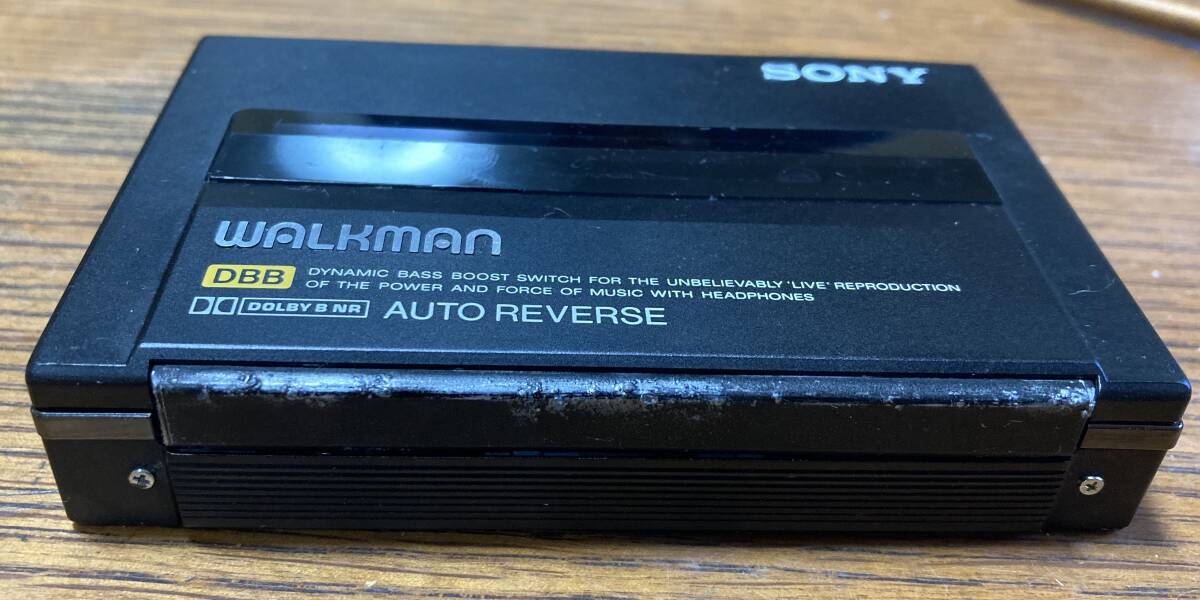 SONY
WALKMAN
DBB DYNAMIC BASS BOOST SWITCH FOR THE UNBELIEVABLY 'LIVE' REPRODUCTION
OF THE POWER AND FORCE OF MUSIC WITH HEADPHONES
DOLBY B NR AUTO REVERSE